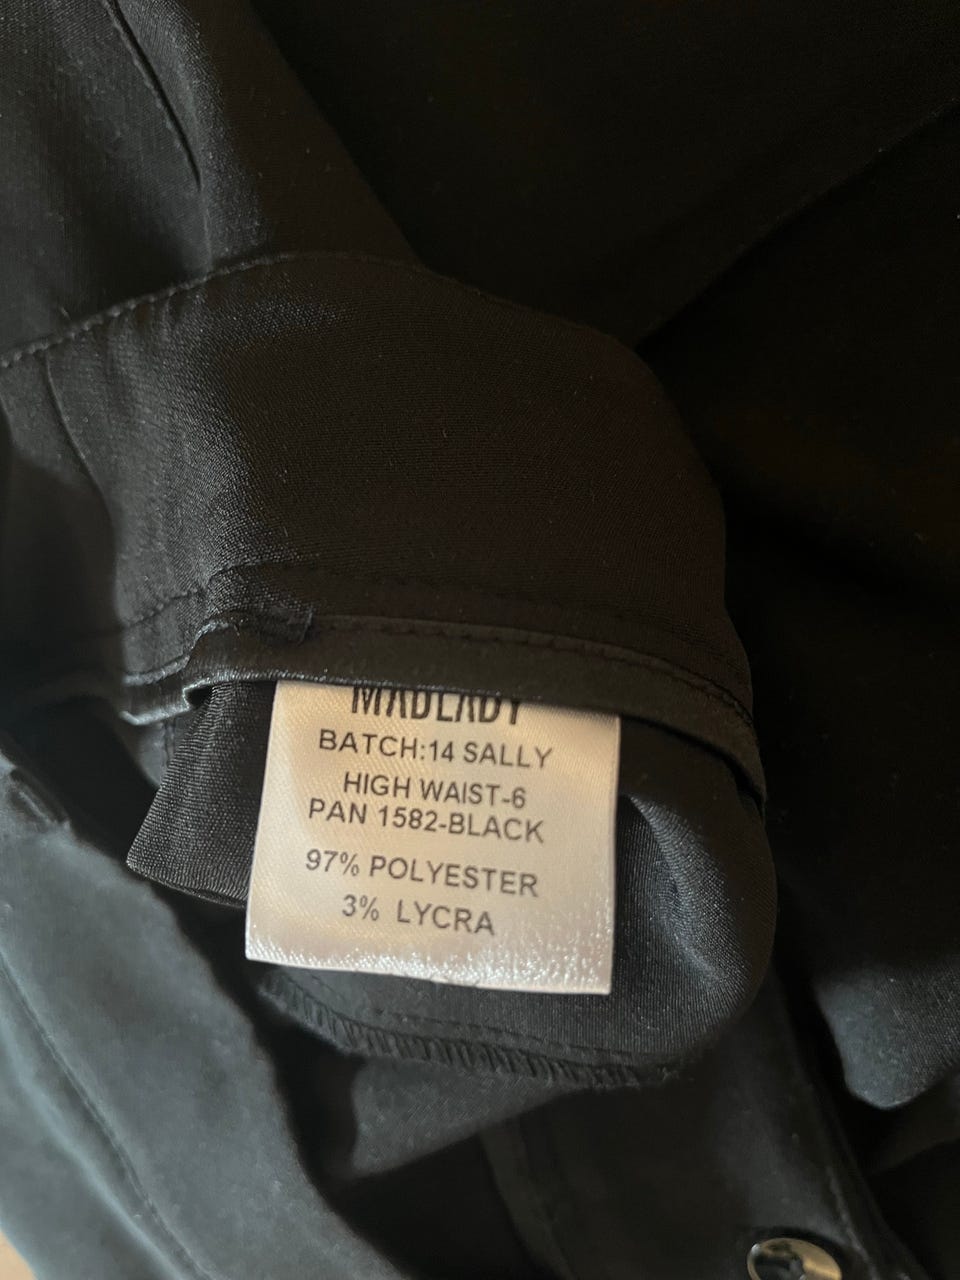 MADLADY
BATCH:14 SALLY
HIGH WAIST-6
PAN 1582-BLACK
97% POLYESTER
3% LYCRA